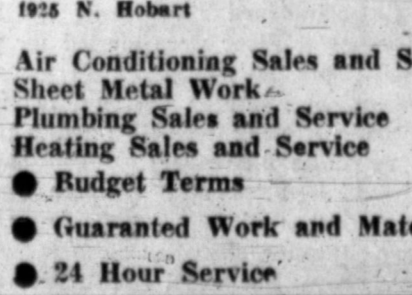 1925 N. Hobart
Air Conditioning Sales and S
Sheet Metal Work
Plumbing Sales and Service
Heating Sales and Service
● Budget Terms
● Guaranted Work and Mate
● 24 Hour Service